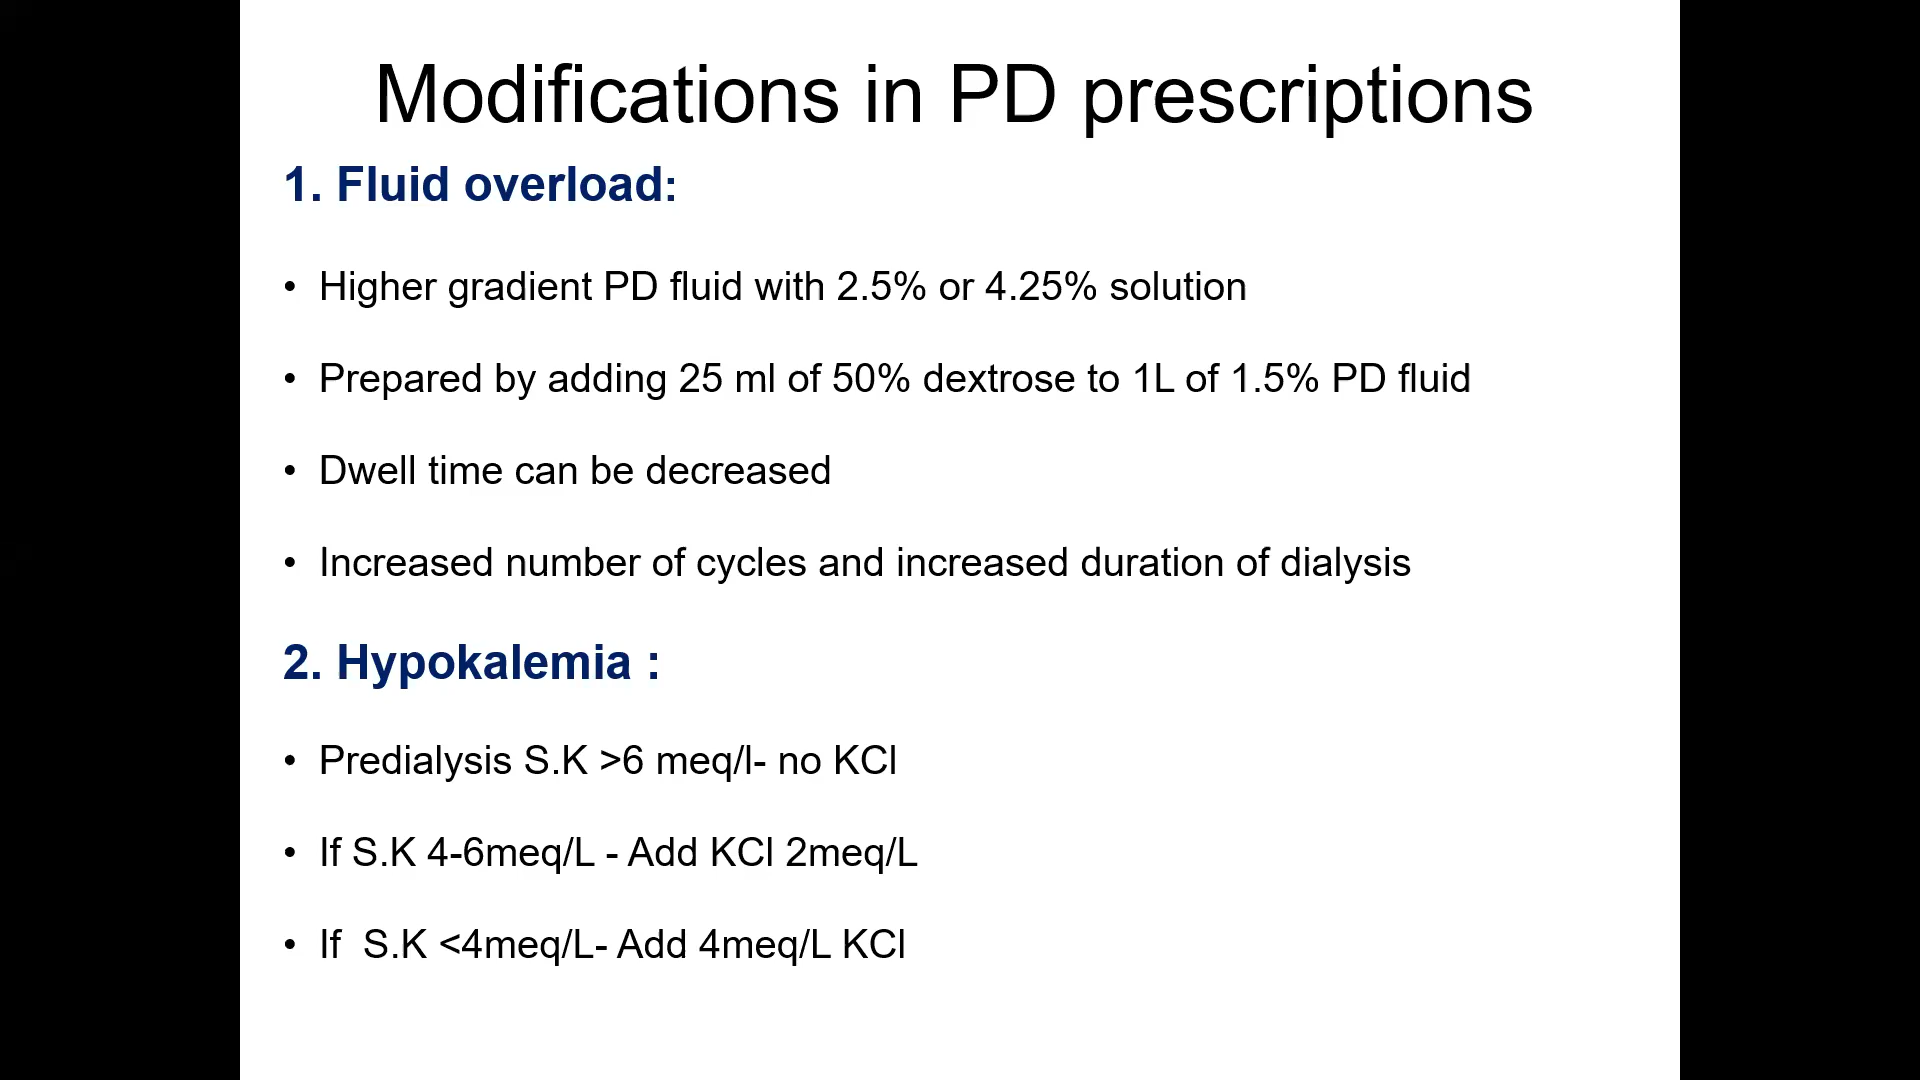 Modifications in PD prescriptions
1. Fluid overload:
• Higher gradient PD fluid with 2.5% or 4.25% solution
• Prepared by adding 25 ml of 50% dextrose to 1L of 1.5% PD fluid
• Dwell time can be decreased
• Increased number of cycles and increased duration of dialysis
2. Hypokalemia :
• Predialysis S.K >6 meq/l- no KCl
• If S.K 4-6meq/L - Add KCl 2meq/L
• If  S.K <4meq/L- Add 4meq/L KCl